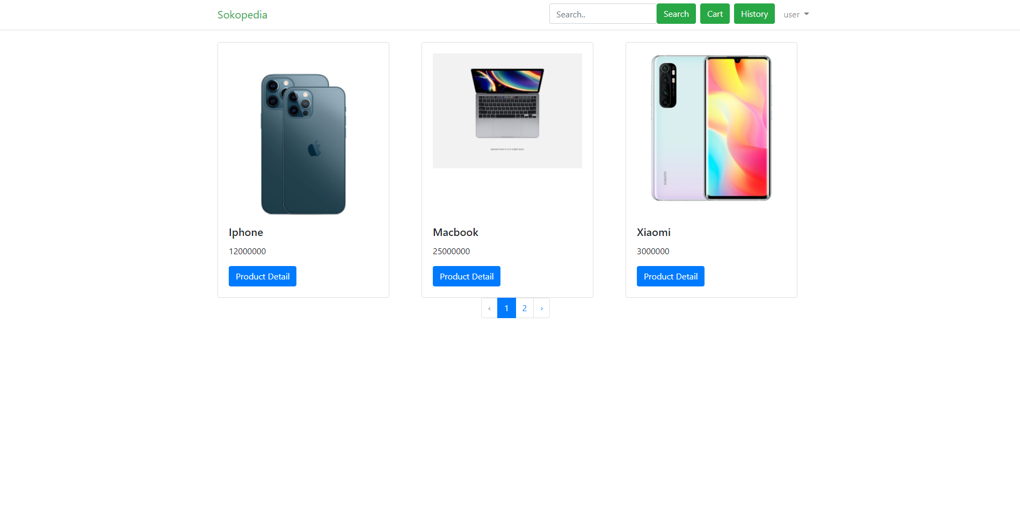 Sokopedia
Search.. Search Cart History user
Iphone
12000000
Product Detail
Macbook
25000000
Product Detail
Xiaomi
3000000
Product Detail
‹ 1 2 ›